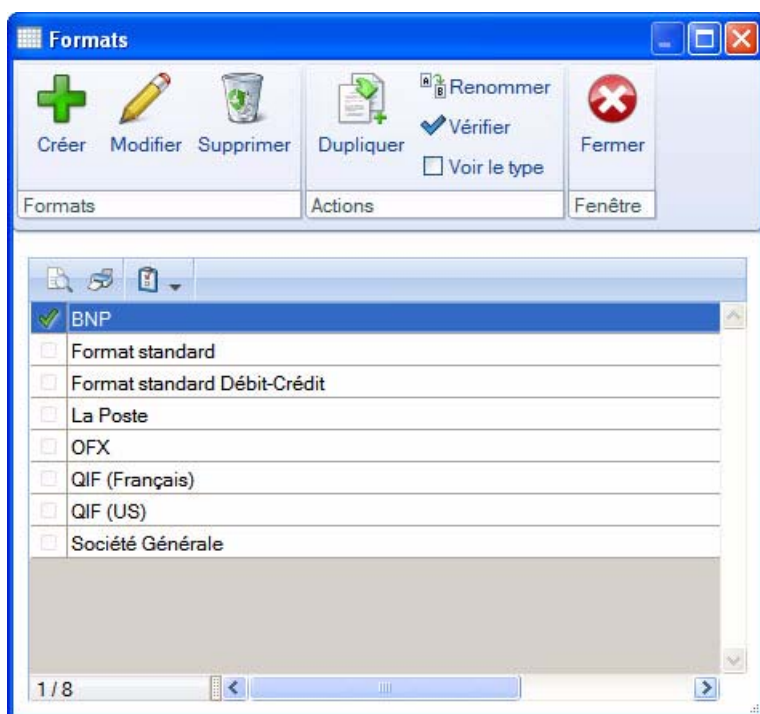 Formats
Créer Modifier Supprimer Dupliquer Renommer Vérifier Voir le type Fermer
Formats Actions Fenêtre
BNP
Format standard
Format standard Débit-Crédit
La Poste
OFX
QIF (Français)
QIF (US)
Société Générale
1 / 8